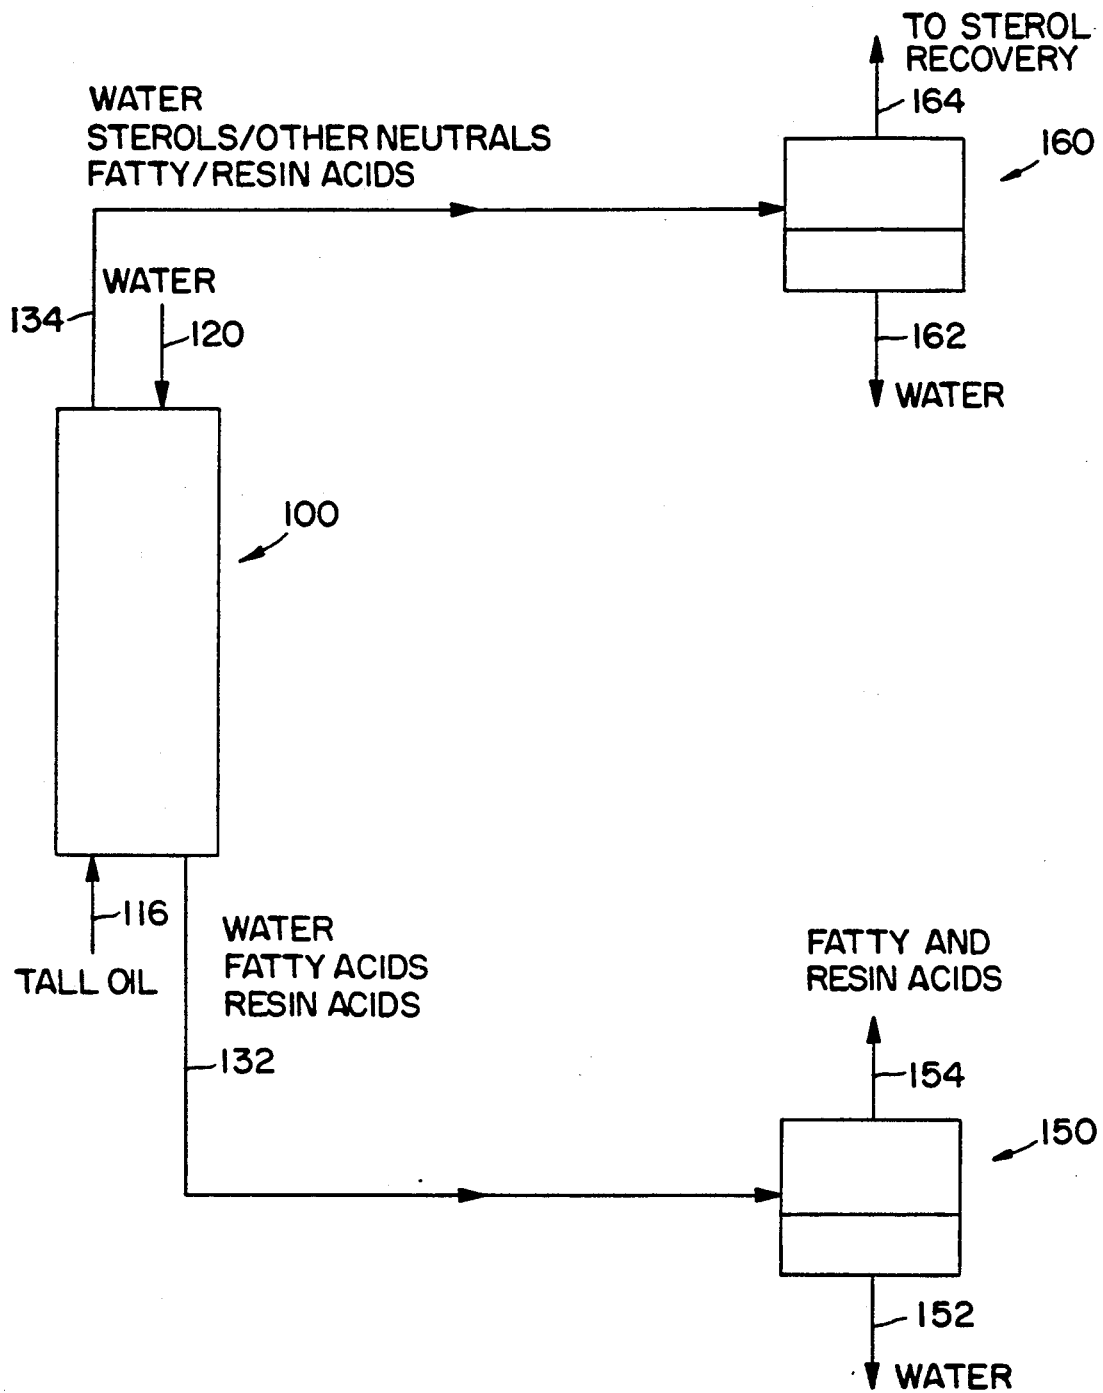 TO STEROL
RECOVERY
164
160
WATER
STEROLS/OTHER NEUTRALS
FATTY/RESIN ACIDS
WATER
134
120
162
WATER
100
116
TALL OIL
WATER
FATTY ACIDS
RESIN ACIDS
132
FATTY AND
RESIN ACIDS
154
150
152
WATER